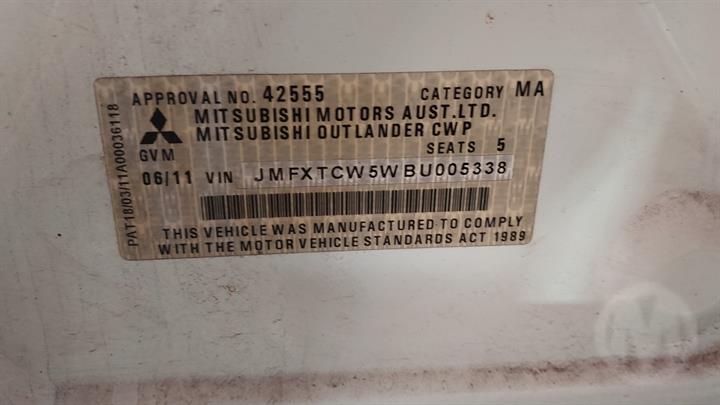 APPROVAL NO. 42555 CATEGORY MA
MITSUBISHI MOTORS AUST.LTD.
MITSUBISHI OUTLANDER CWP
GVM SEATS 5
06/11 VIN JMFXTCW5WBU005338
THIS VEHICLE WAS MANUFACTURED TO COMPLY
WITH THE MOTOR VEHICLE STANDARDS ACT 1989
PAT18/03/11A00036118